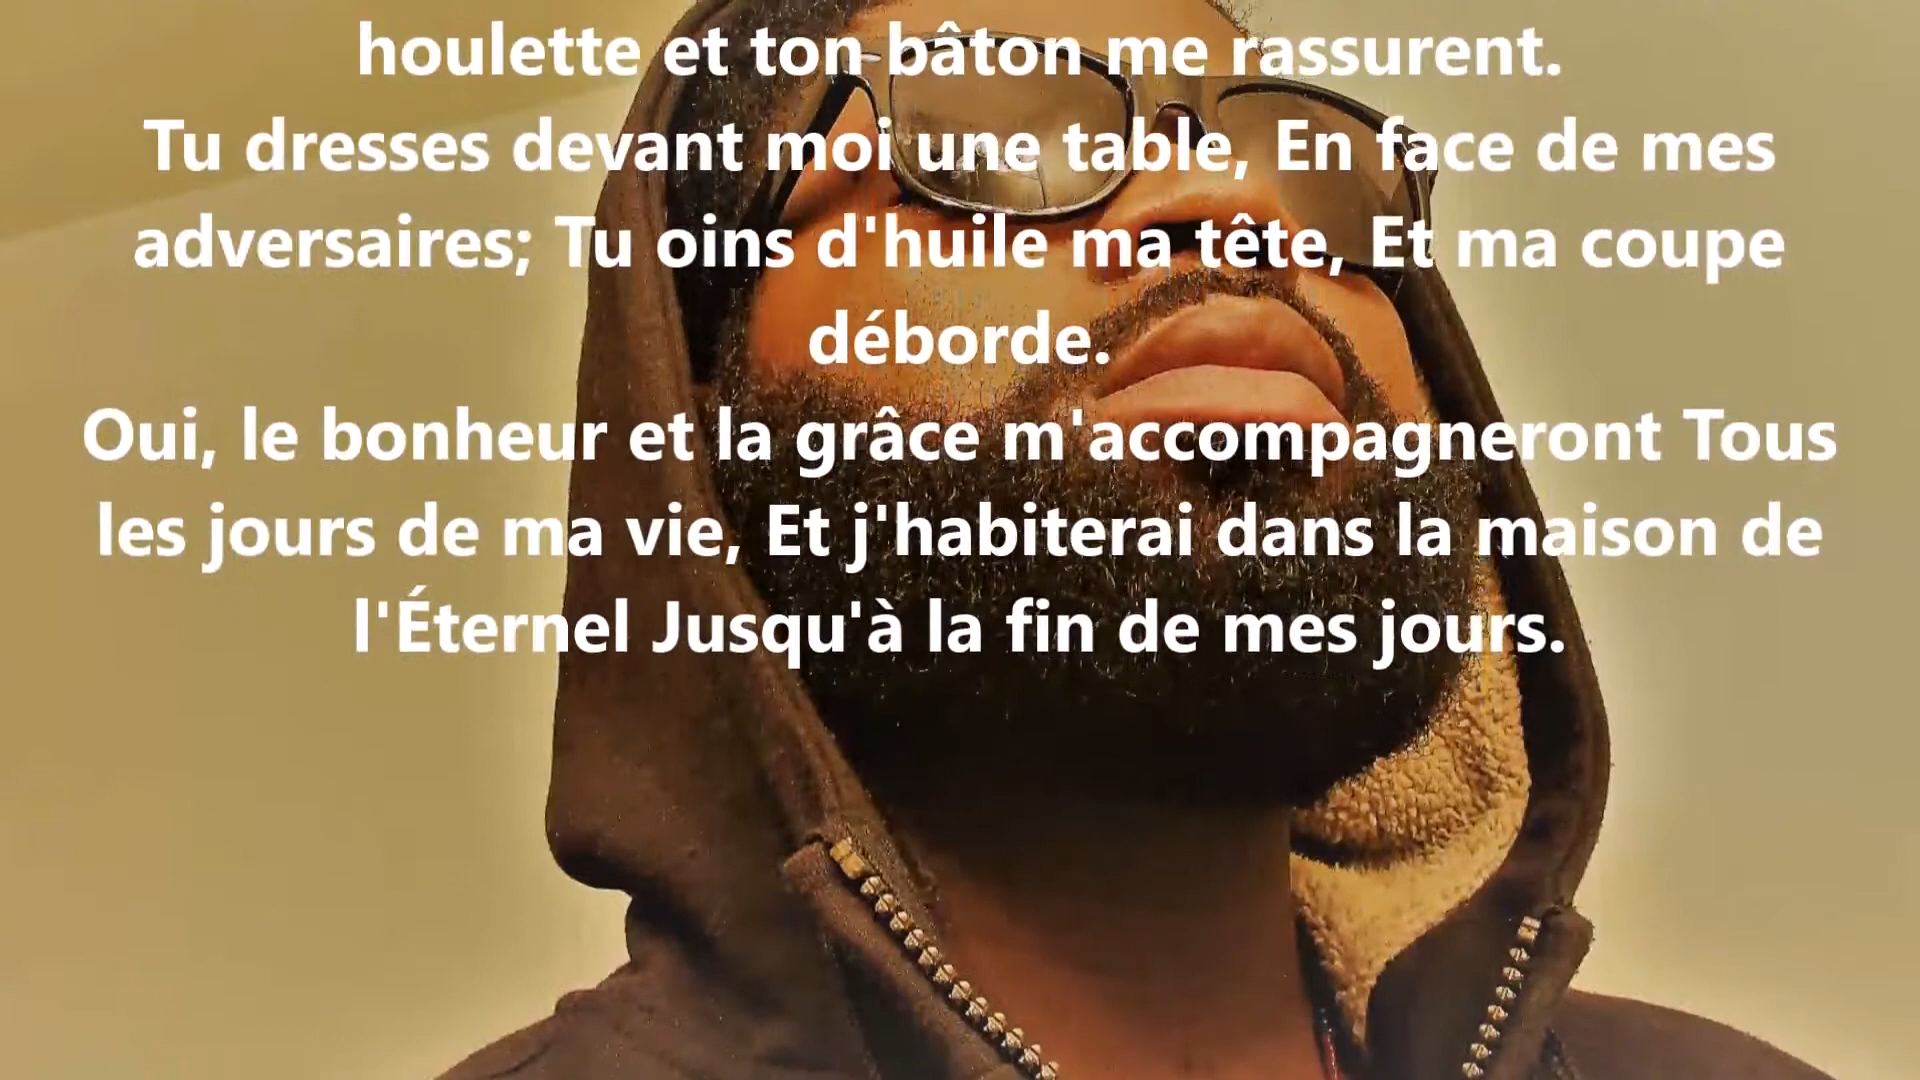 houlette et ton bâton me rassurent.
Tu dresses devant moi une table, En face de mes
adversaires; Tu oins d'huile ma tête, Et ma coupe
déborde.
Oui, le bonheur et la grâce m'accompagneront Tous
les jours de ma vie, Et j'habiterai dans la maison de
l'Éternel Jusqu'à la fin de mes jours.